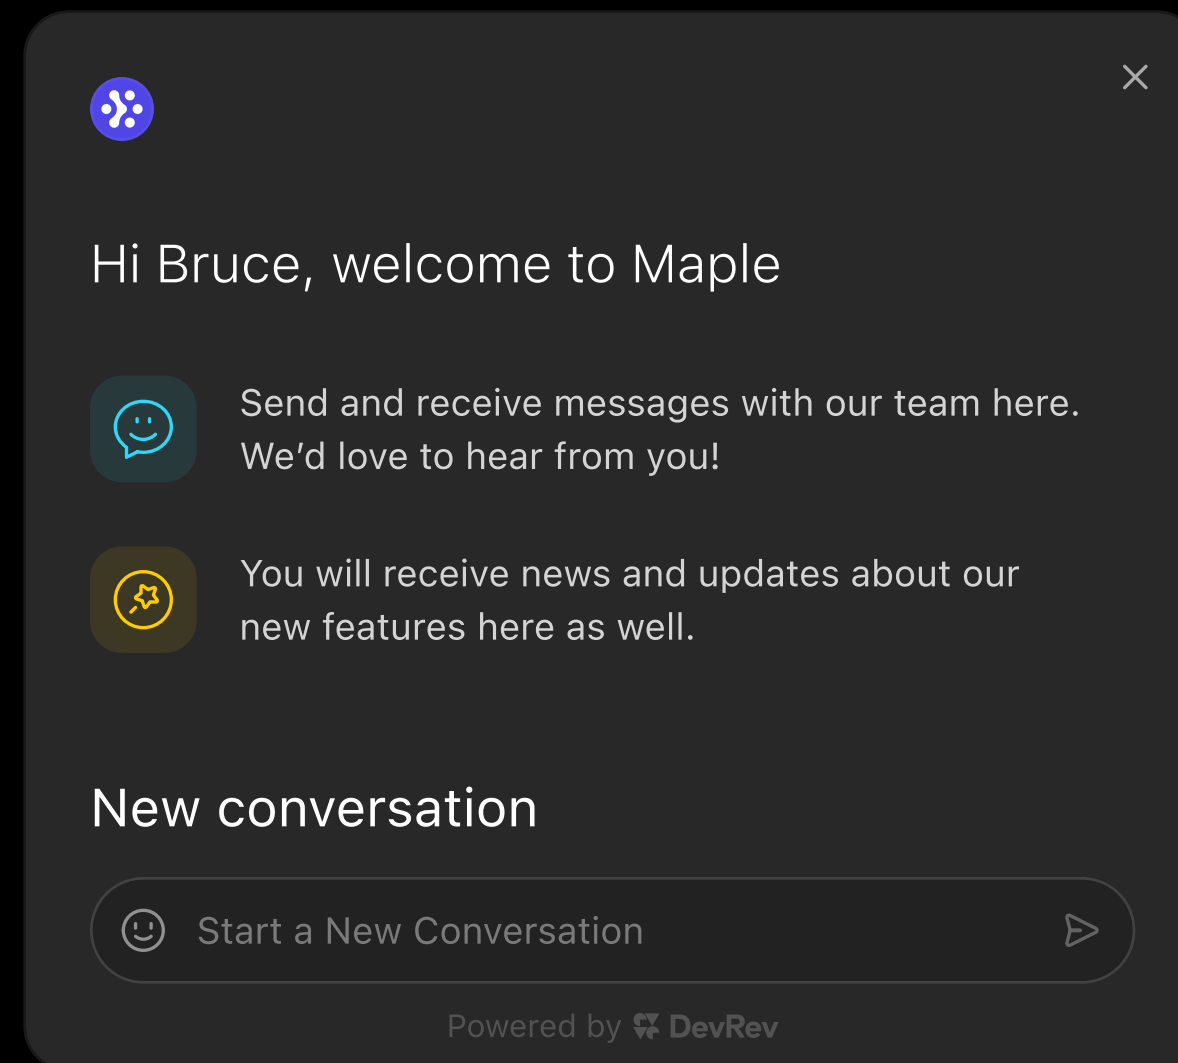 Hi Bruce, welcome to Maple
Send and receive messages with our team here.
We’d love to hear from you!
You will receive news and updates about our
new features here as well.
New conversation
Start a New Conversation
Powered by DevRev